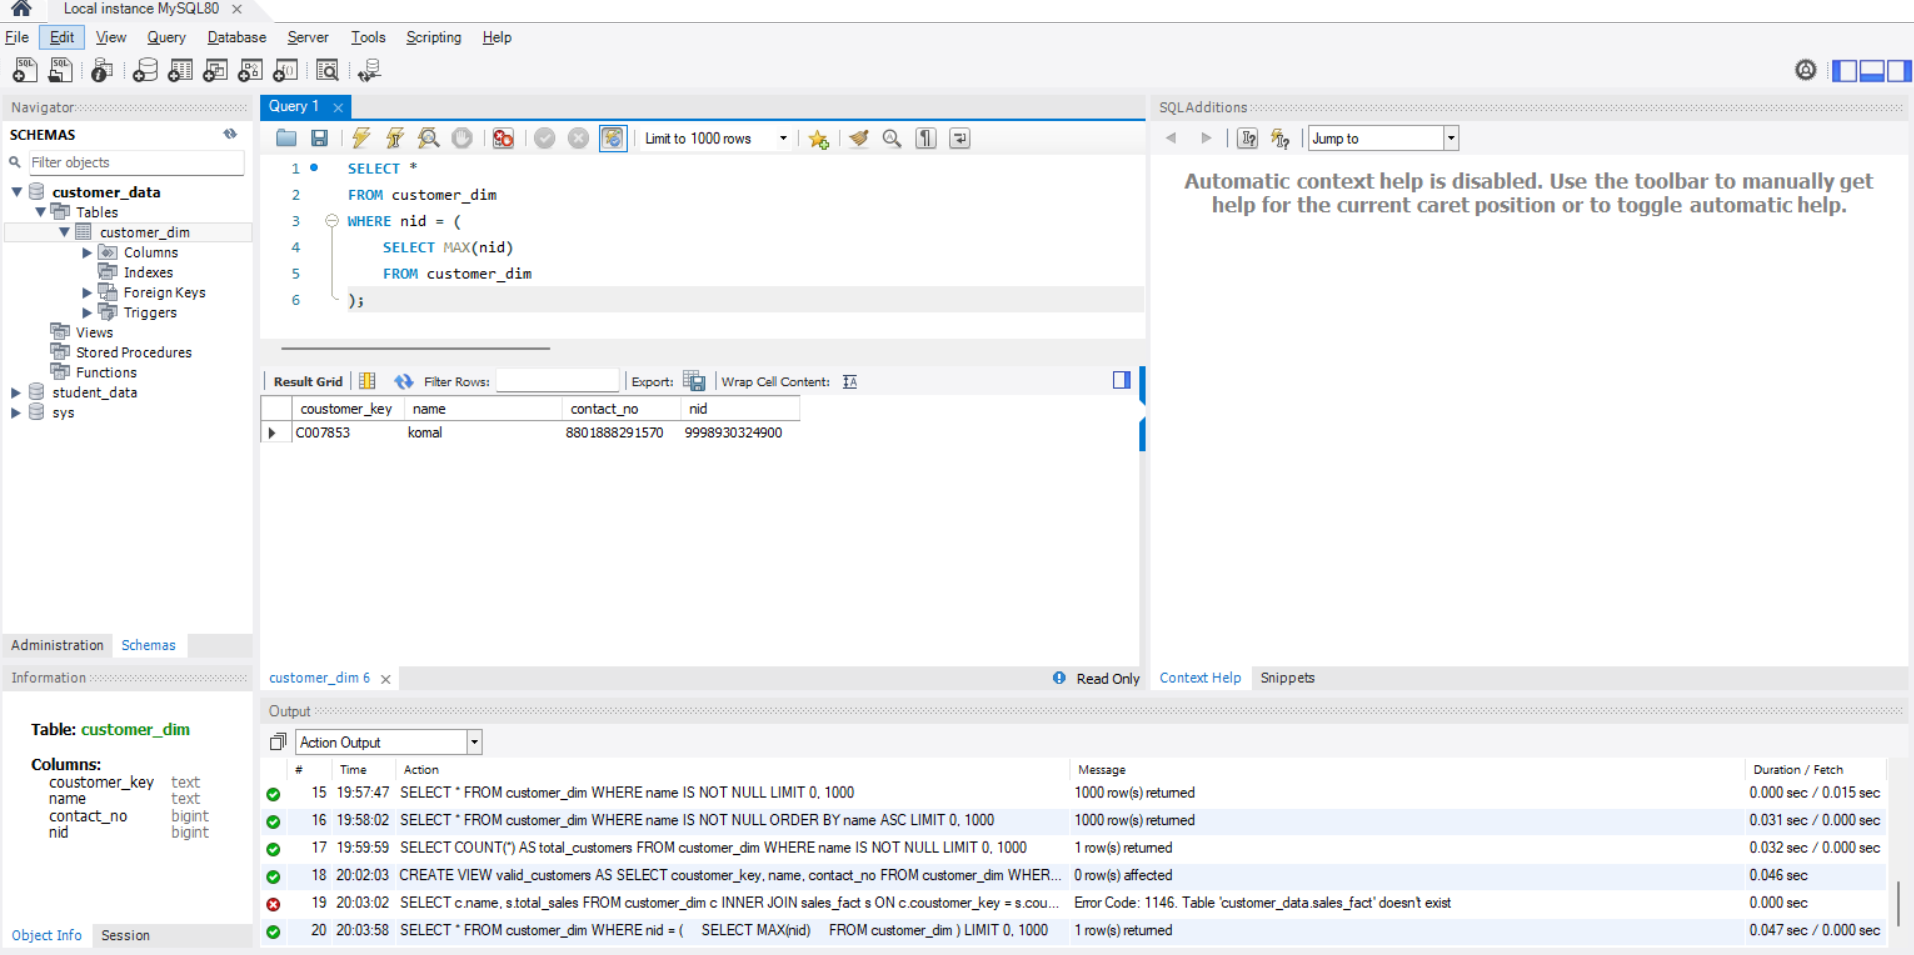 Local instance MySQL80 ×
File Edit View Query Database Server Tools Scripting Help
Navigator
SCHEMAS
Filter objects
customer_data
Tables
customer_dim
Columns
Indexes
Foreign Keys
Triggers
Views
Stored Procedures
Functions
student_data
sys
Administration Schemas
Information
Table: customer_dim
Columns:
coustomer_key text
name text
contact_no bigint
nid bigint
Object Info Session
Query 1 ×
Limit to 1000 rows
1 SELECT *
2 FROM customer_dim
3 WHERE nid = (
4 SELECT MAX(nid)
5 FROM customer_dim
6 );
Result Grid Filter Rows: Export: Wrap Cell Content:
coustomer_key name contact_no nid
C007853 komal 8801888291570 9998930324900
customer_dim 6 × Read Only
SQLAdditions
Jump to
Automatic context help is disabled. Use the toolbar to manually get
help for the current caret position or to toggle automatic help.
Context Help Snippets
Output
Action Output
# Time Action Message Duration / Fetch
15 19:57:47 SELECT * FROM customer_dim WHERE name IS NOT NULL LIMIT 0, 1000 1000 row(s) returned 0.000 sec / 0.015 sec
16 19:58:02 SELECT * FROM customer_dim WHERE name IS NOT NULL ORDER BY name ASC LIMIT 0, 1000 1000 row(s) returned 0.031 sec / 0.000 sec
17 19:59:59 SELECT COUNT(*) AS total_customers FROM customer_dim WHERE name IS NOT NULL LIMIT 0, 1000 1 row(s) returned 0.032 sec / 0.000 sec
18 20:02:03 CREATE VIEW valid_customers AS SELECT coustomer_key, name, contact_no FROM customer_dim WHER... 0 row(s) affected 0.046 sec
19 20:03:02 SELECT c.name, s.total_sales FROM customer_dim c INNER JOIN sales_fact s ON c.coustomer_key = s.cou... Error Code: 1146. Table 'customer_data.sales_fact' doesn't exist 0.000 sec
20 20:03:58 SELECT * FROM customer_dim WHERE nid = ( SELECT MAX(nid) FROM customer_dim ) LIMIT 0, 1000 1 row(s) returned 0.047 sec / 0.000 sec